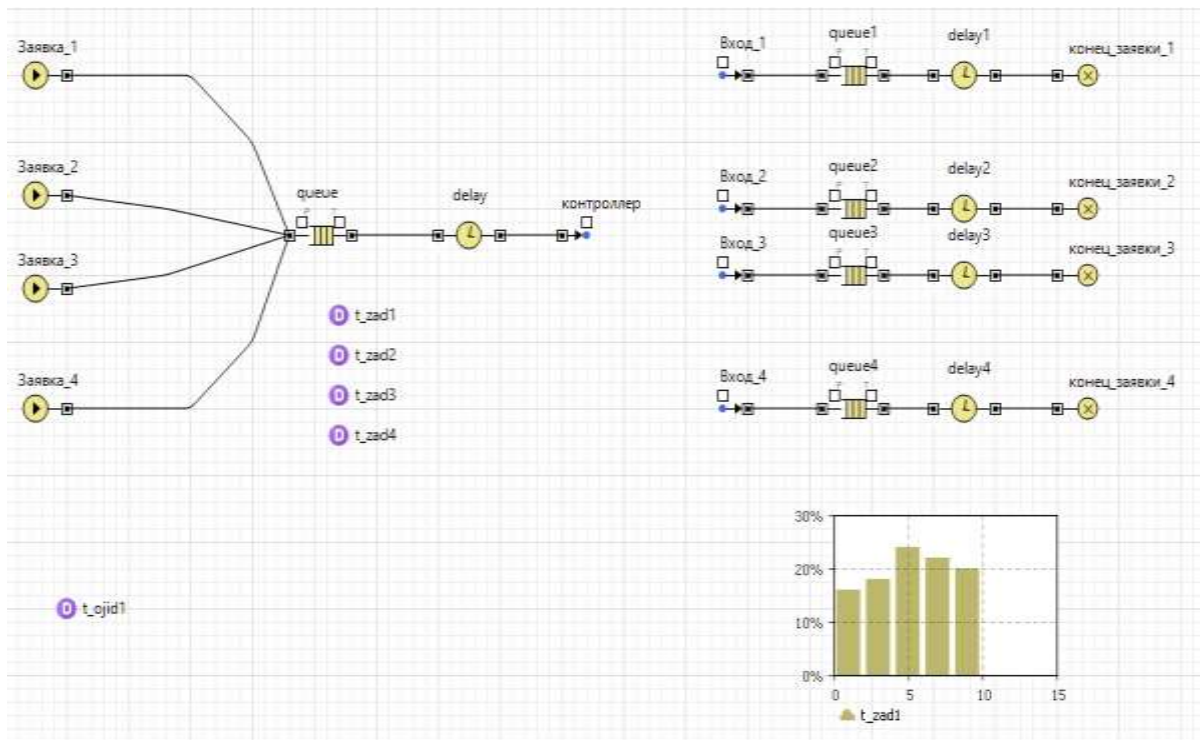 Заявка_1
Заявка_2
Заявка_3
Заявка_4
queue
delay
контроллер
D t_zad1
D t_zad2
D t_zad3
D t_zad4
D t_ojid1
Вход_1
queue1
delay1
конец_заявки_1
Вход_2
queue2
delay2
конец_заявки_2
Вход_3
queue3
delay3
конец_заявки_3
Вход_4
queue4
delay4
конец_заявки_4
30%
20%
10%
0%
0 5 10 15
t_zad1